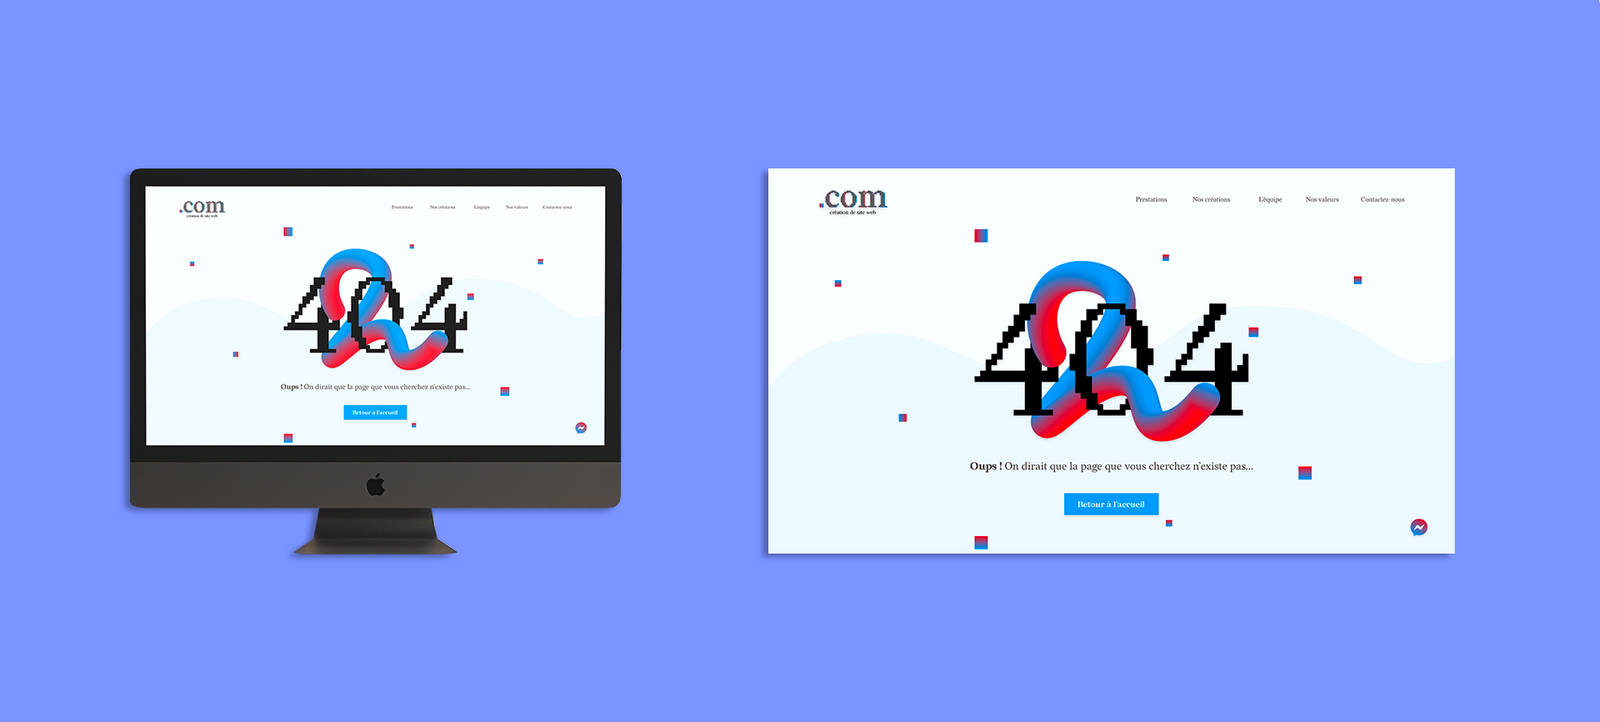 .com
création de site web
Prestations Nos créations L'équipe Nos valeurs Contactez-nous
404
Oups ! On dirait que la page que vous cherchez n'existe pas...
Retour à l'accueil
.com
création de site web
Prestations Nos créations L'équipe Nos valeurs Contactez-nous
404
Oups ! On dirait que la page que vous cherchez n'existe pas...
Retour à l'accueil